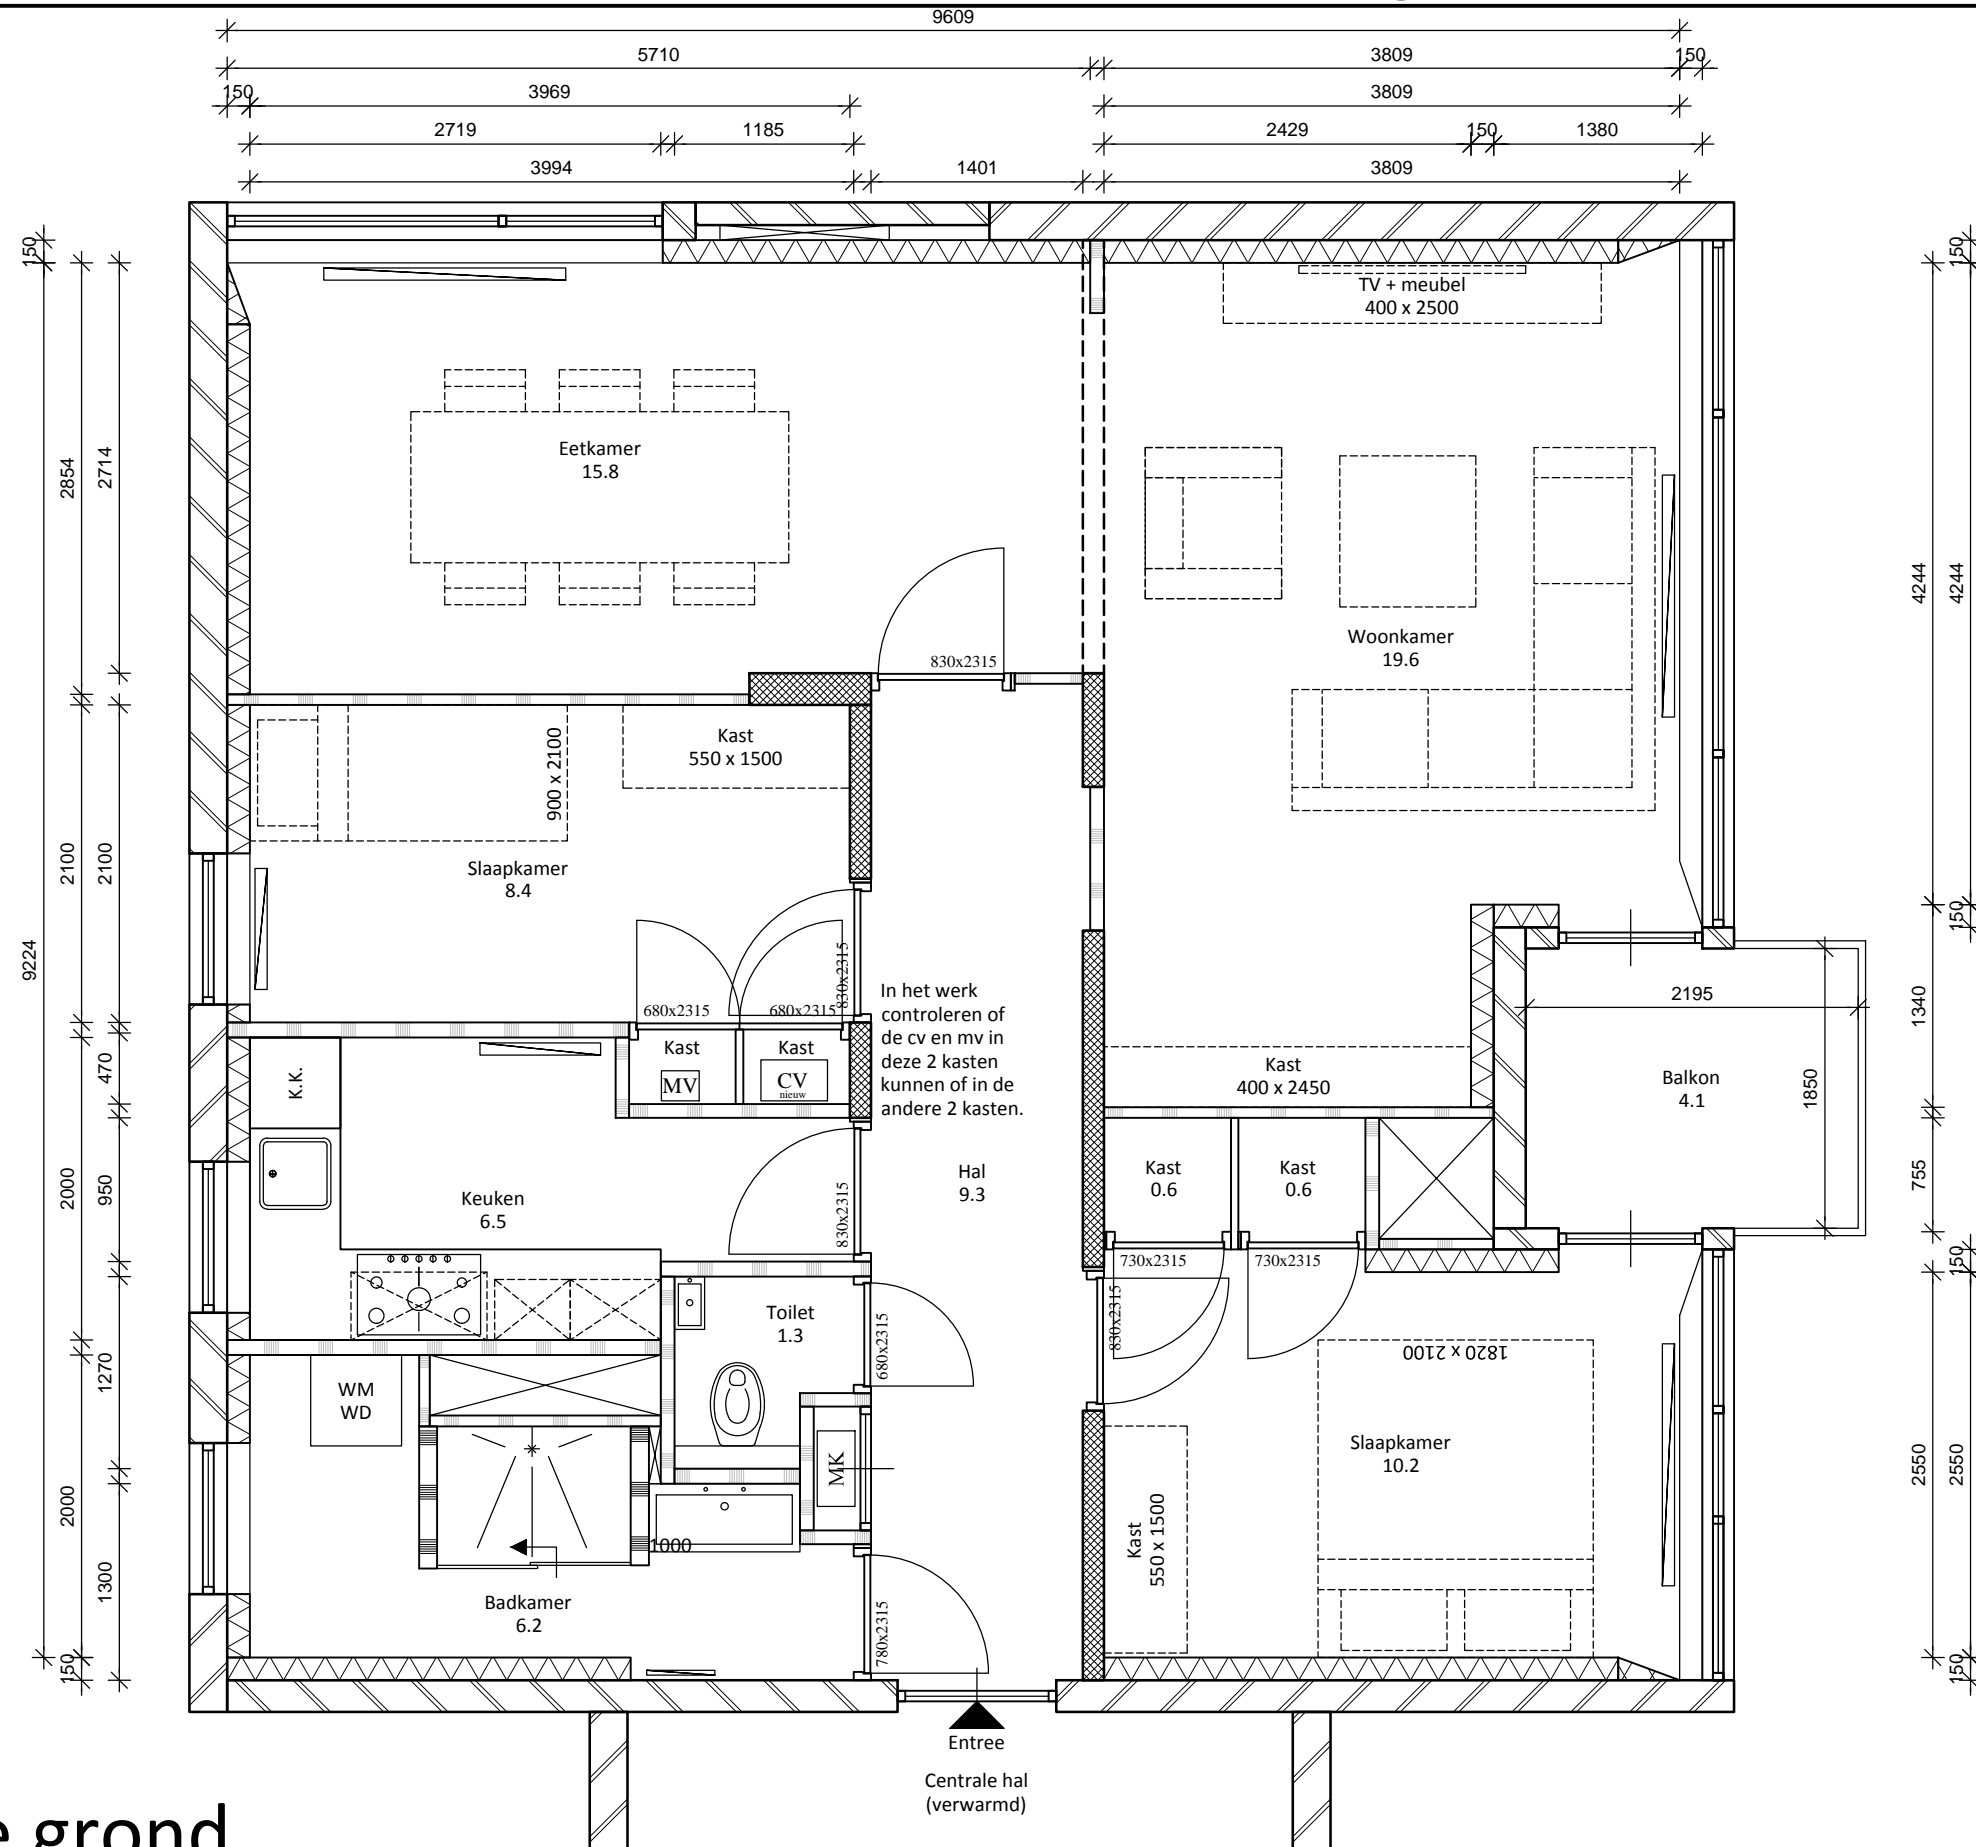 9609
5710
3809
150
150
3969
3809
2719
1185
2429
150
1380
3994
1401
3809
150
150
TV + meubel
400 x 2500
Eetkamer
15.8
2854
2714
4244
4244
Woonkamer
19.6
830x2315
Kast
550 x 1500
900 x 2100
Slaapkamer
8.4
2100
2100
9224
150
680x2315
680x2315
830x2315
In het werk
controleren of
de cv en mv in
deze 2 kasten
kunnen of in de
andere 2 kasten.
2195
1340
470
K.K.
Kast
MV
Kast
CV
nieuw
Kast
400 x 2450
Balkon
4.1
1850
2000
950
Keuken
6.5
830x2315
Hal
9.3
Kast
0.6
Kast
0.6
755
730x2315
730x2315
150
830x2315
Toilet
1.3
680x2315
1270
WM
WD
1820 x 2100
Slaapkamer
10.2
MK
2000
2550
2550
1000
Kast
550 x 1500
1300
Badkamer
6.2
780x2315
150
150
Entree
Centrale hal
(verwarmd)
grond